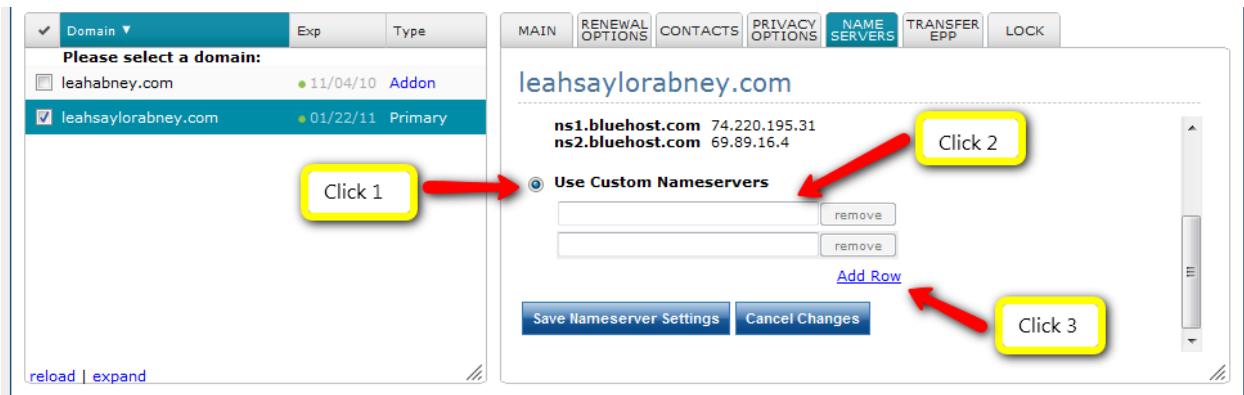 Domain ▼ Exp Type
Please select a domain:
leahabney.com 11/04/10 Addon
leahsaylorabney.com 01/22/11 Primary
reload | expand
MAIN RENEWAL OPTIONS CONTACTS PRIVACY OPTIONS NAME SERVERS TRANSFER EPP LOCK
leahsaylorabney.com
ns1.bluehost.com 74.220.195.31
ns2.bluehost.com 69.89.16.4
Click 2
Click 1
Use Custom Nameservers
remove
remove
Add Row
Save Nameserver Settings Cancel Changes
Click 3